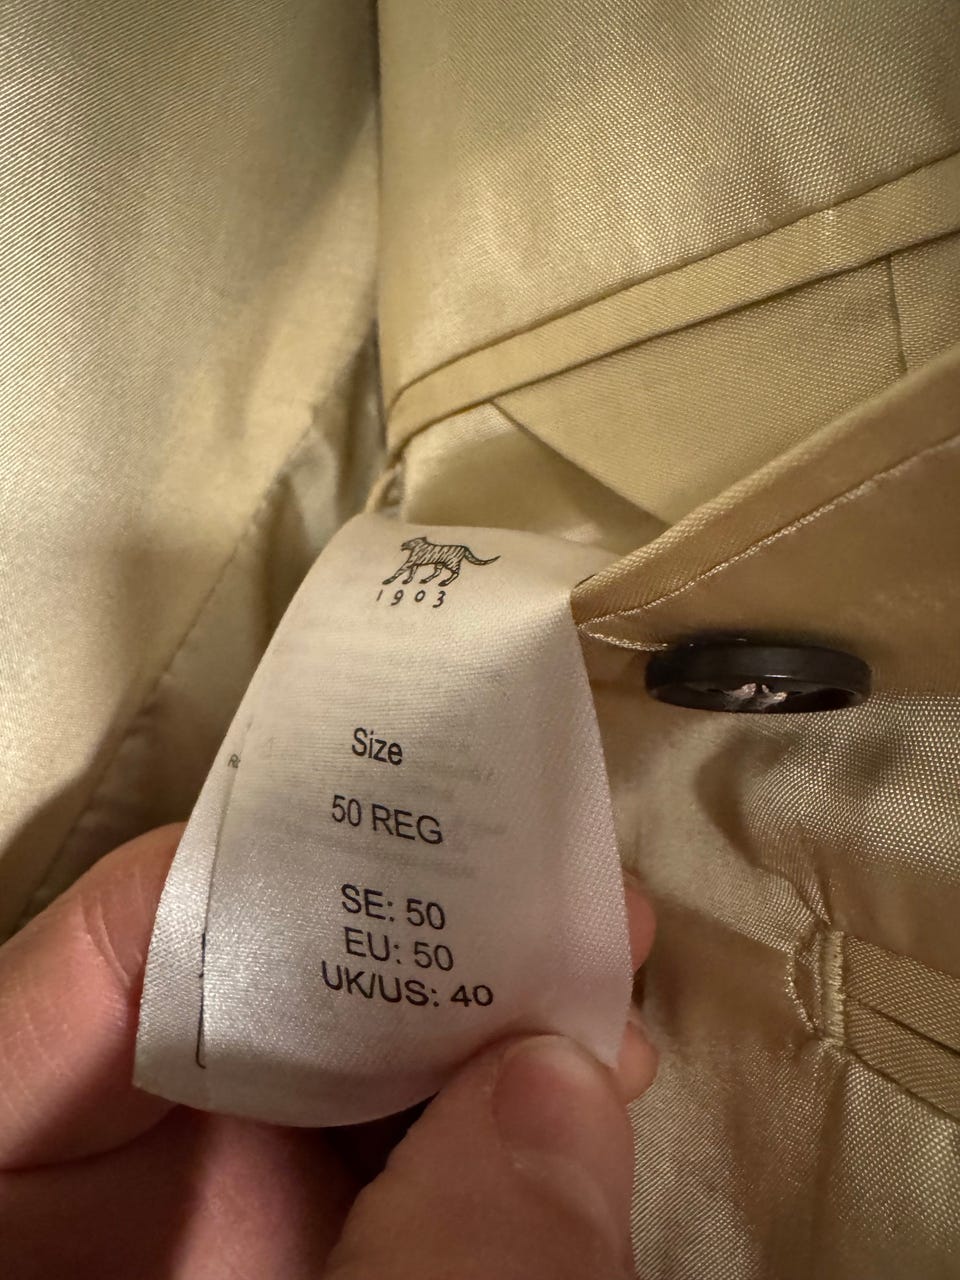 1903
Size
50 REG
SE: 50
EU: 50
UK/US: 40